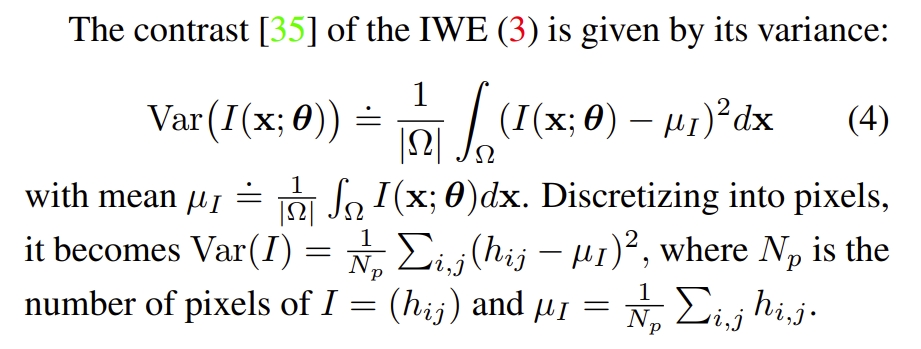 The contrast [35] of the IWE (3) is given by its variance:
Var(I(x; θ)) ≐ 1/|Ω| ∫_Ω (I(x; θ) − μ_I)² dx (4)
with mean μ_I ≐ 1/|Ω| ∫_Ω I(x; θ)dx. Discretizing into pixels,
it becomes Var(I) = 1/N_p ∑_{i,j} (h_{ij} − μ_I)², where N_p is the
number of pixels of I = (h_{ij}) and μ_I = 1/N_p ∑_{i,j} h_{i,j}.